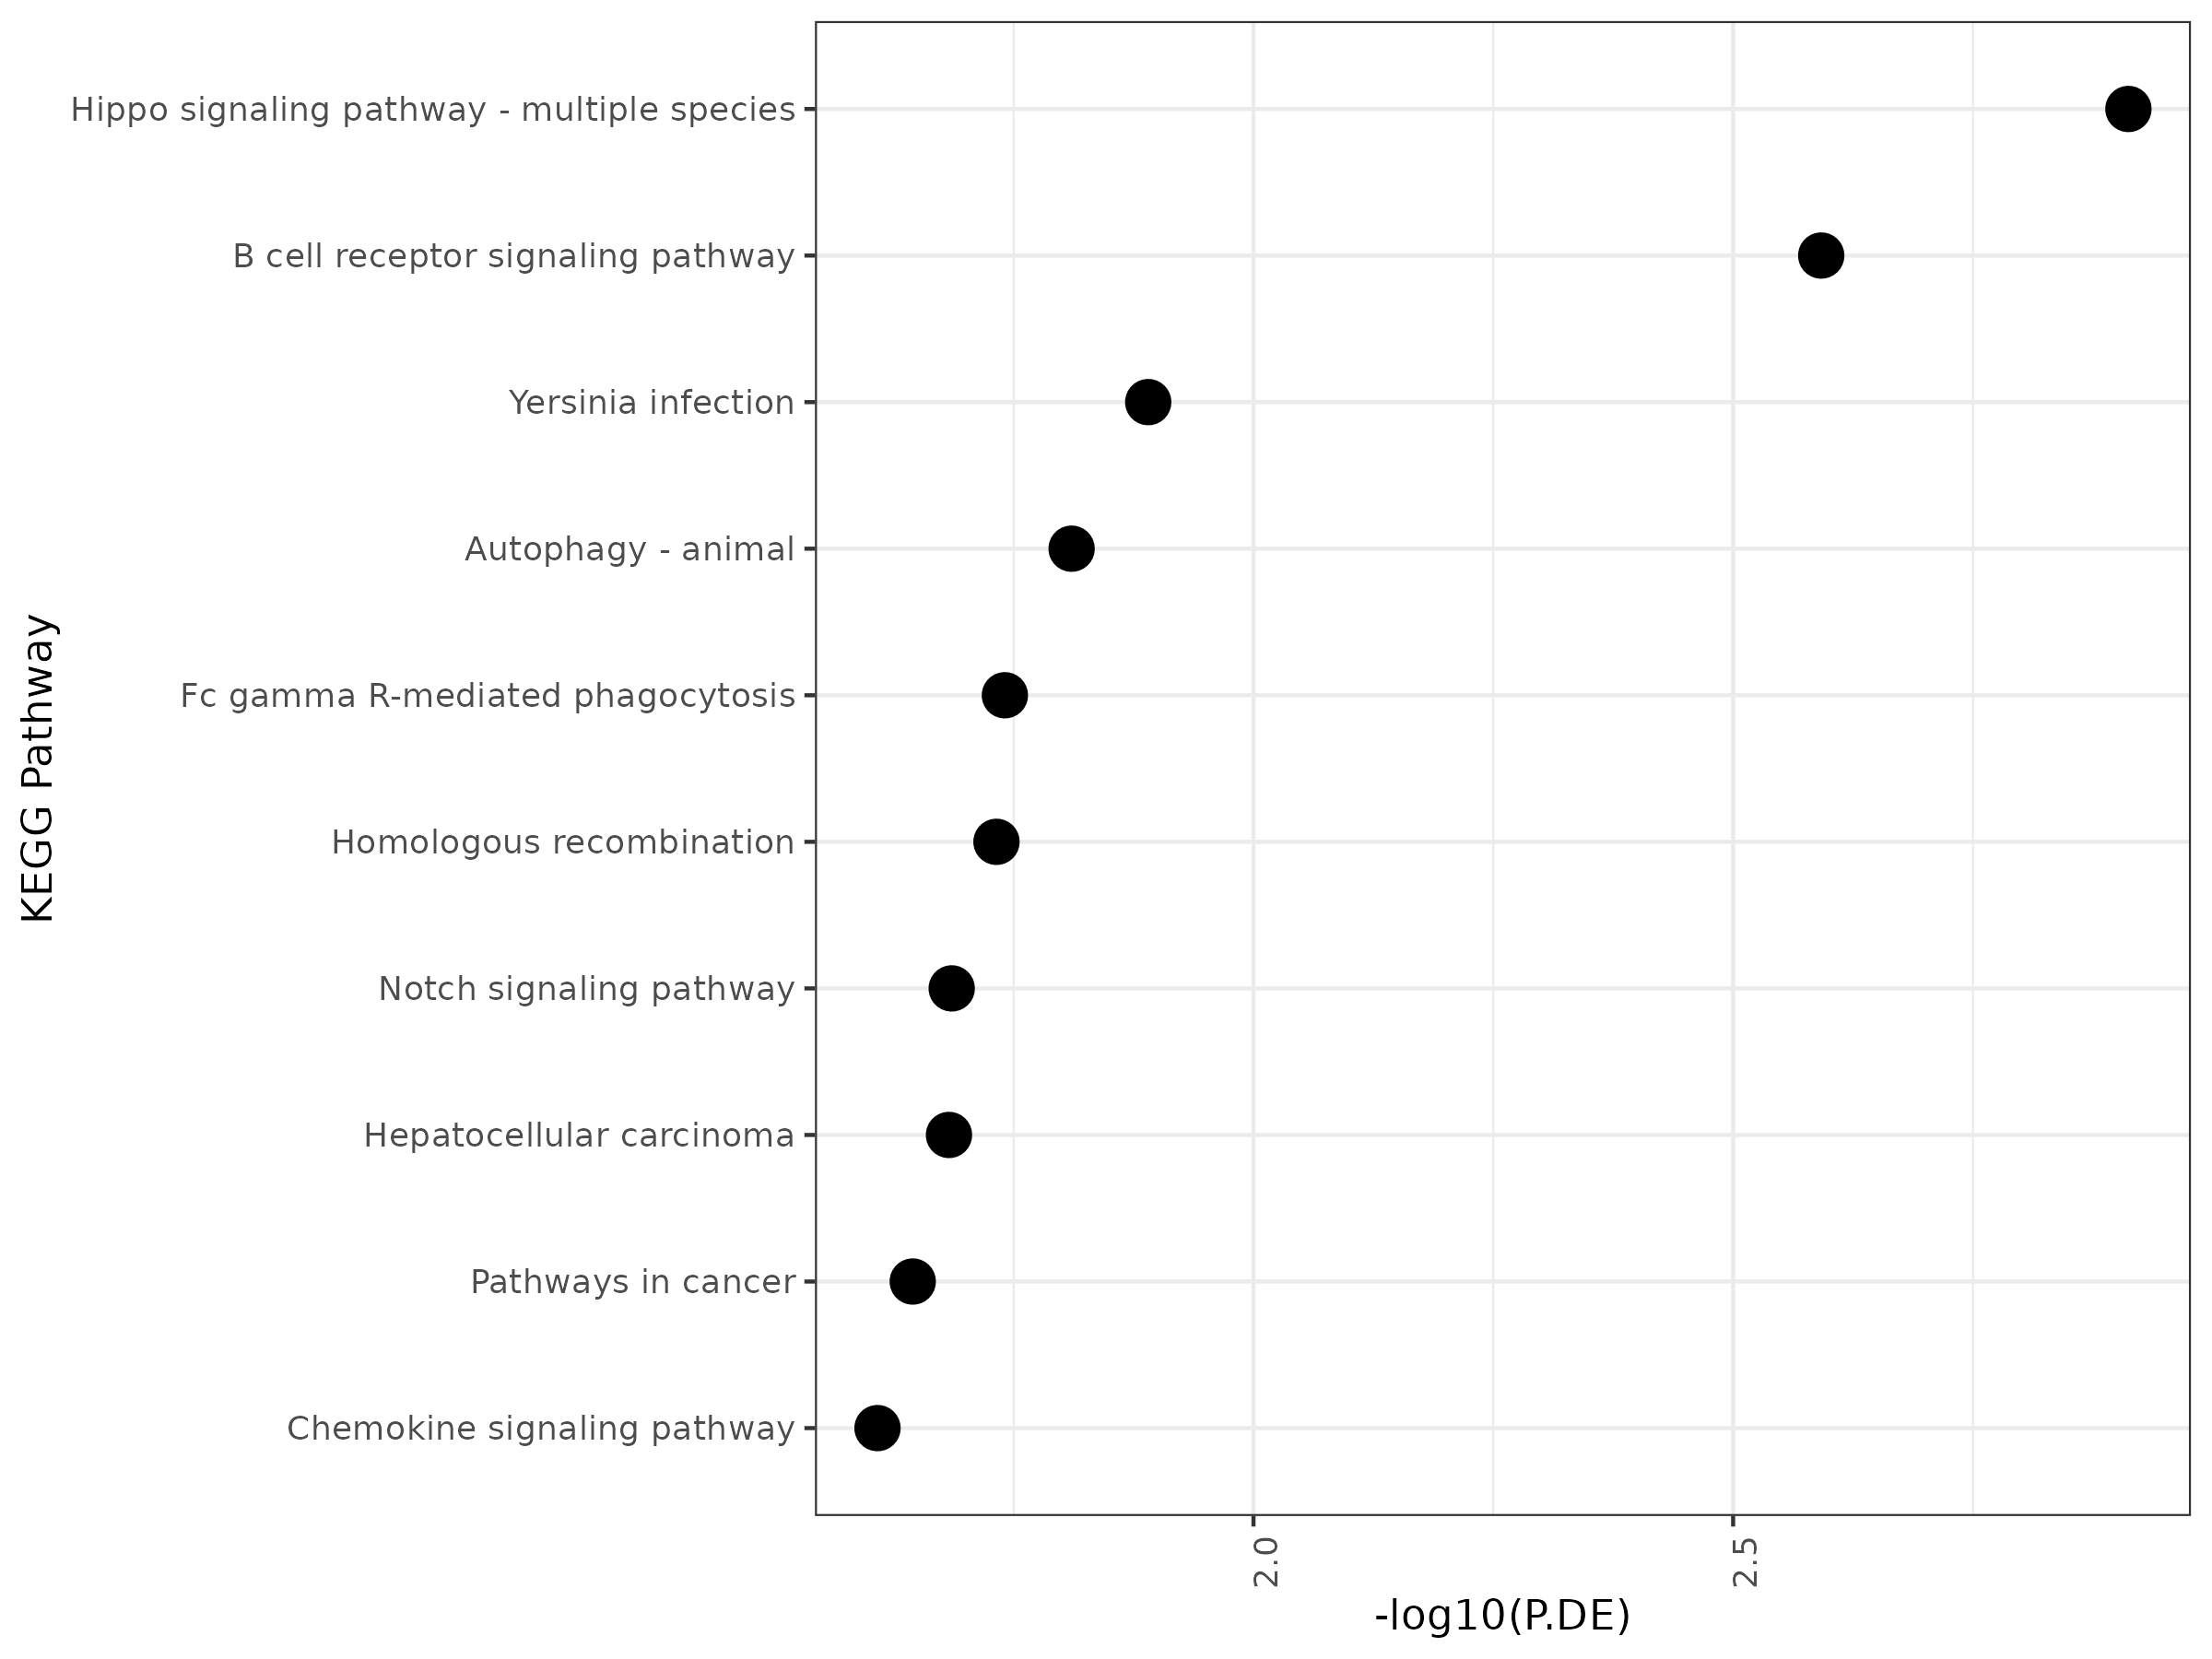 Hippo signaling pathway - multiple species
B cell receptor signaling pathway
Yersinia infection
Autophagy - animal
Fc gamma R-mediated phagocytosis
Homologous recombination
Notch signaling pathway
Hepatocellular carcinoma
Pathways in cancer
Chemokine signaling pathway
KEGG Pathway
2.0
2.5
-log10(P.DE)